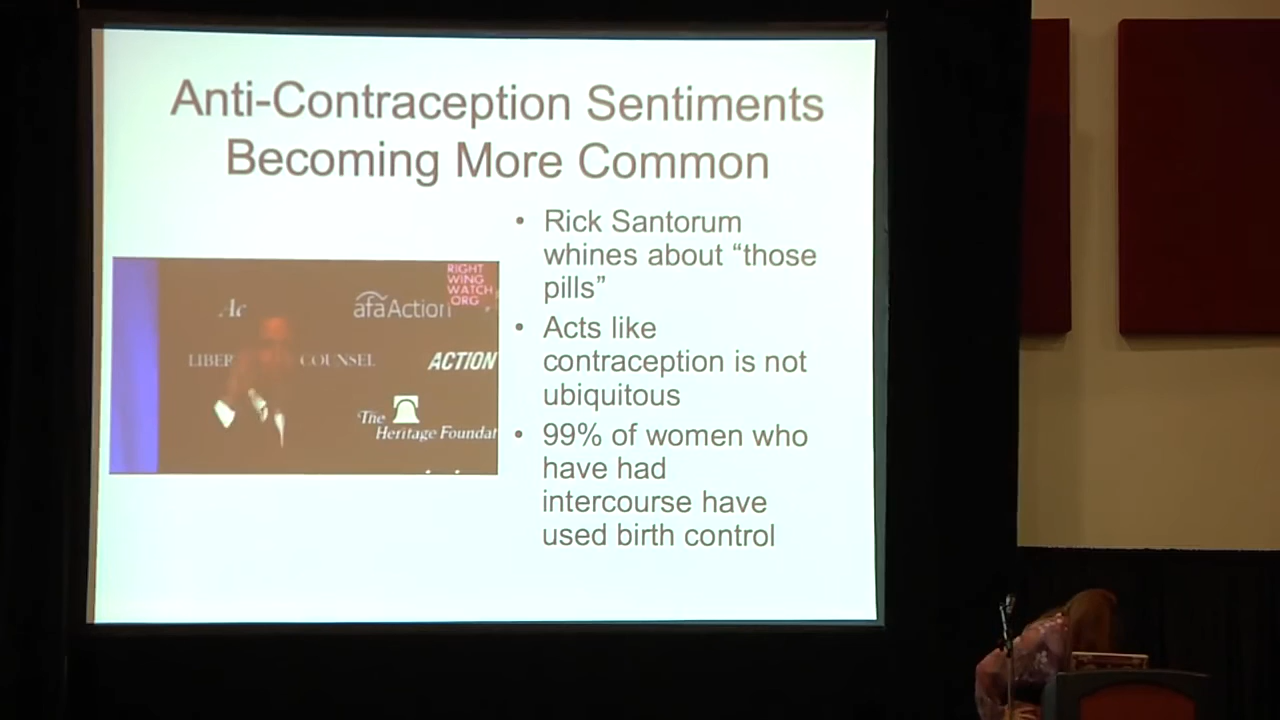 Anti-Contraception Sentiments
Becoming More Common
• Rick Santorum
whines about “those
pills”
• Acts like
contraception is not
ubiquitous
• 99% of women who
have had
intercourse have
used birth control
RIGHT
WING
WATCH
.ORG
Ac
afaAction
LIBER COUNSEL
ACTION
The
Heritage Foundat